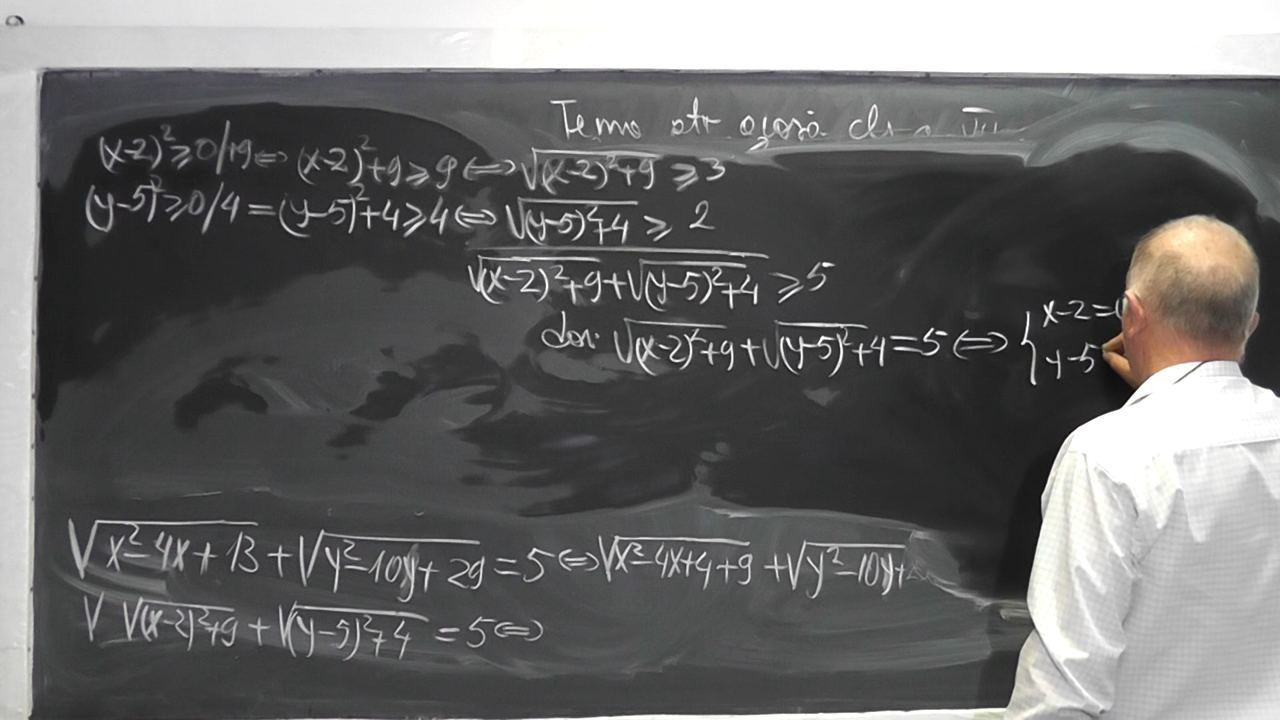 Temo
(x-2)²≥0/+9⇔ (x-2)²+9≥9⇔√(x-2)²+9 ≥3
(y-5)²≥0/4=(y-5)²+4≥4⇔√(y-5)²+4 ≥ 2
√(x-2)²+9+√(y-5)²+4 ≥5
dar: √(x-2)²+9+√(y-5)²+4=5⇔ { x-2=0
y-5
√x²-4x+13+√y²-10y+29=5⇔√x²-4x+4+9+√y²-10y+
√ √(x-2)²+9+√(y-5)²+4 =5⇔